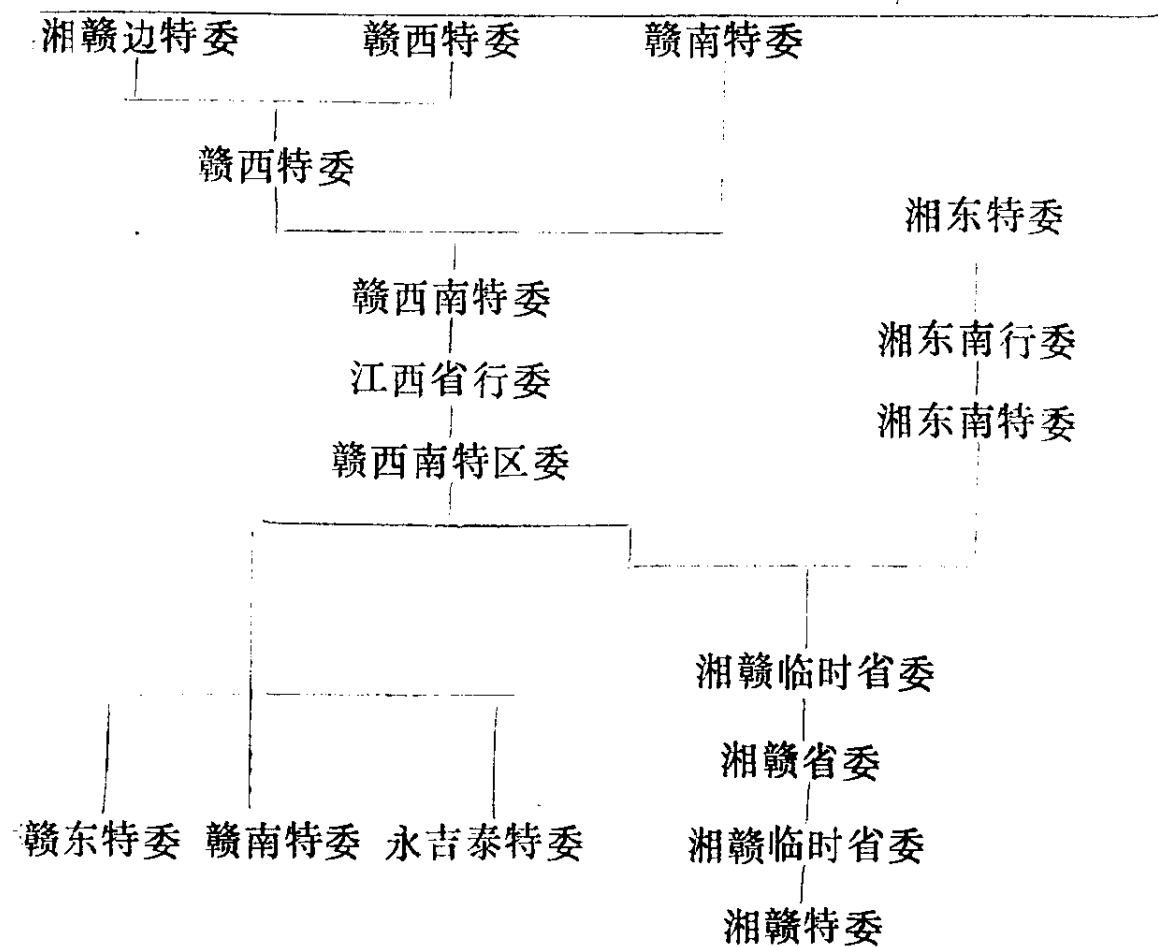 湘赣边特委 赣西特委 赣南特委
赣西特委
湘东特委
赣西南特委
湘东南行委
江西省行委
湘东南特委
赣西南特区委
湘赣临时省委
湘赣省委
赣东特委 赣南特委 永吉泰特委 湘赣临时省委
湘赣特委